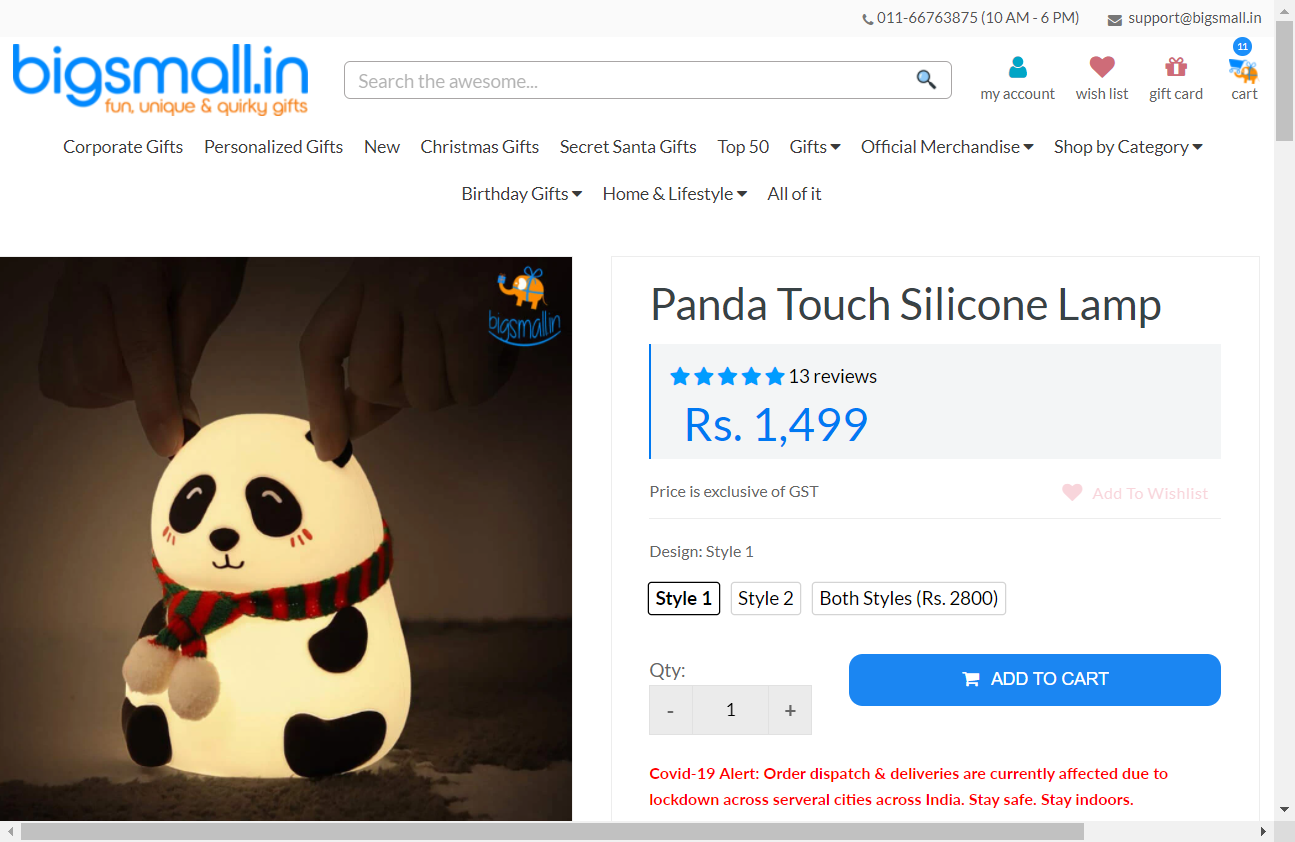 011-66763875 (10 AM - 6 PM)
support@bigsmall.in
bigsmall.in
fun, unique & quirky gifts
Search the awesome...
my account
wish list
gift card
11
cart
Corporate Gifts
Personalized Gifts
New
Christmas Gifts
Secret Santa Gifts
Top 50
Gifts
Official Merchandise
Shop by Category
Birthday Gifts
Home & Lifestyle
All of it
bigsmall.in
Panda Touch Silicone Lamp
13 reviews
Rs. 1,499
Price is exclusive of GST
Add To Wishlist
Design: Style 1
Style 1
Style 2
Both Styles (Rs. 2800)
Qty:
- 1 +
ADD TO CART
Covid-19 Alert: Order dispatch & deliveries are currently affected due to
lockdown across serveral cities across India. Stay safe. Stay indoors.